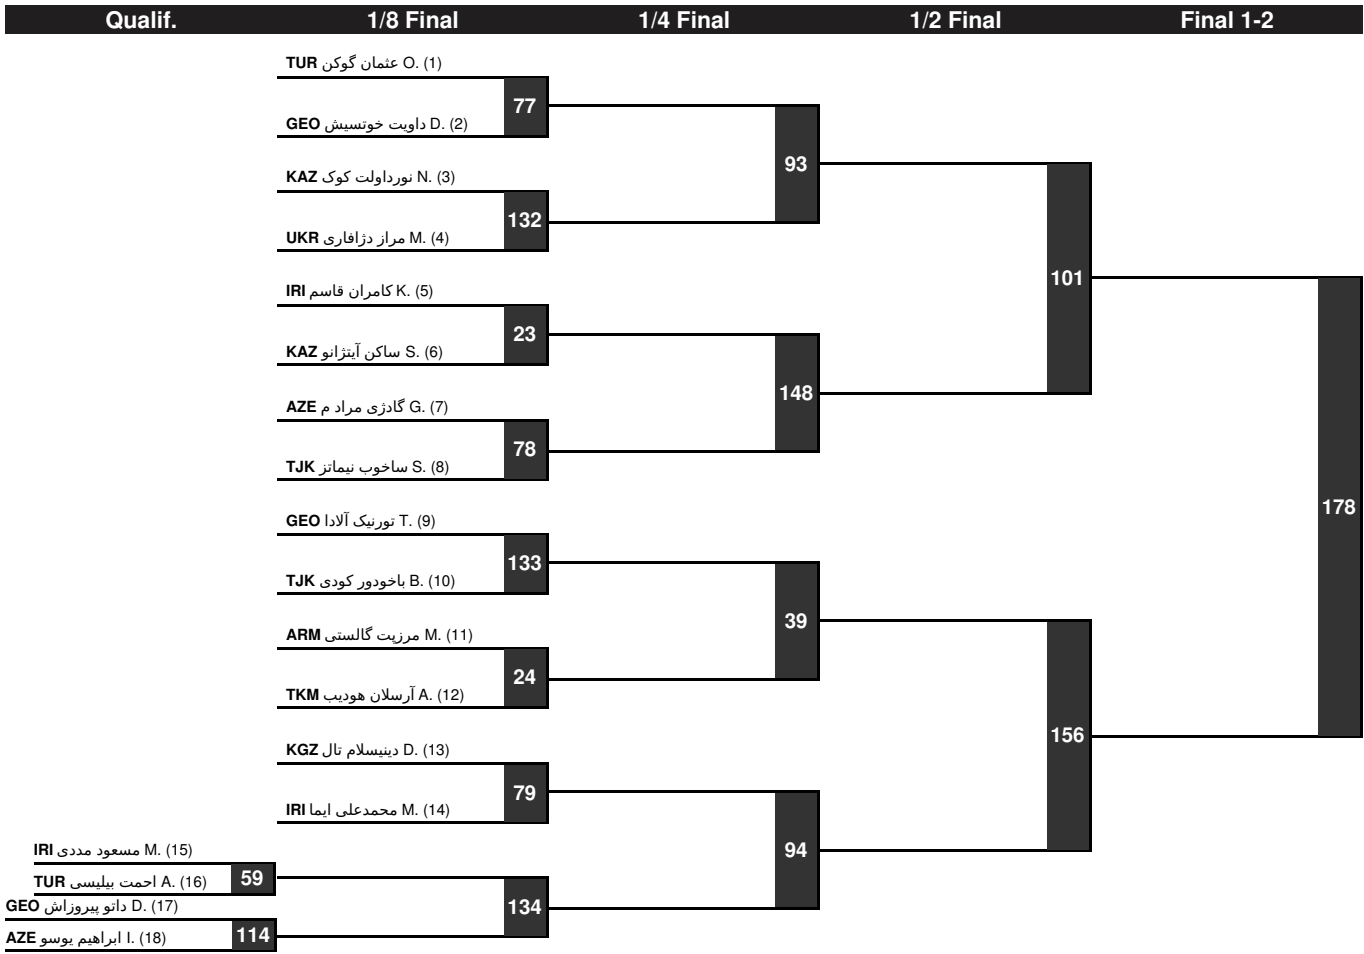 Qualif. 1/8 Final 1/4 Final 1/2 Final Final 1-2
TUR عثمان گوکن O. (1)
77
GEO داویت خوتسیش D. (2)
93
KAZ نورداولت کوک N. (3)
132
UKR مراز دژافاری M. (4)
101
IRI کامران قاسم K. (5)
23
KAZ ساکن آیتژانو S. (6)
148
AZE گادژی مراد م G. (7)
78
TJK ساخوب نیماتز S. (8)
178
GEO تورنیک آلادا T. (9)
133
TJK باخودور کودی B. (10)
39
ARM مرزپت گالستی M. (11)
24
TKM آرسلان هودیب A. (12)
156
KGZ دینیسلام تال D. (13)
79
IRI محمدعلی ایما M. (14)
94
IRI مسعود مددی M. (15)
59
TUR احمت بیلیسی A. (16)
GEO داتو پیروزاش D. (17)
134
114
AZE ابراهیم یوسو I. (18)